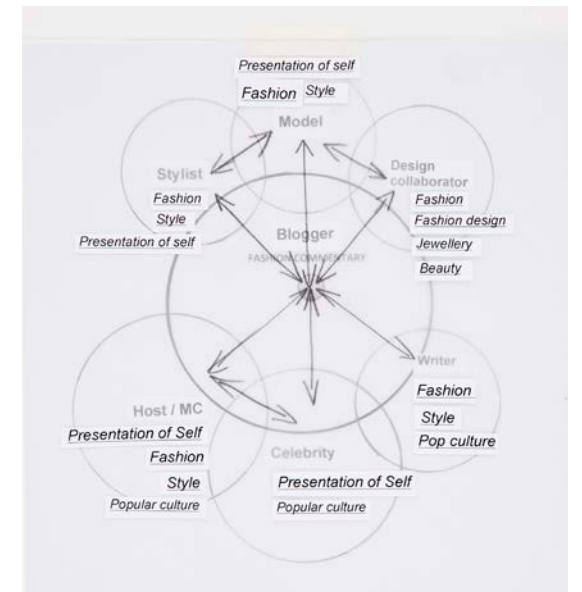 Presentation of self
Fashion Style
Model
Stylist
Fashion
Style
Presentation of self
Design
collaborator
Fashion
Fashion design
Jewellery
Beauty
Blogger
FASHION COMMENTARY
Writer
Fashion
Style
Pop culture
Host / MC
Presentation of Self
Fashion
Style
Popular culture
Celebrity
Presentation of Self
Popular culture